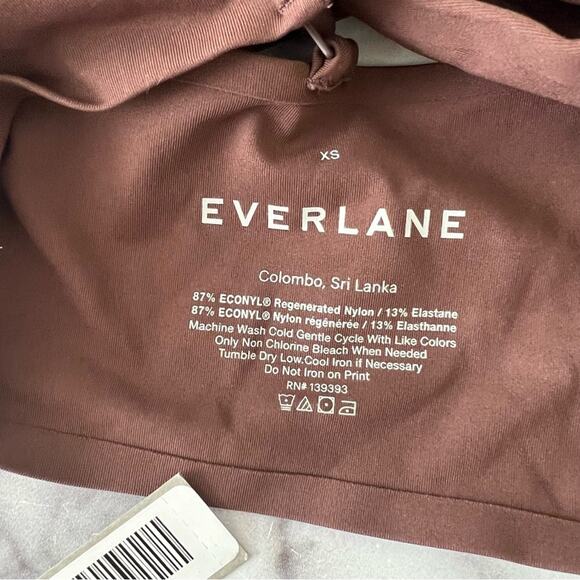 XS
EVERLANE
Colombo, Sri Lanka
87% ECONYL® Regenerated Nylon / 13% Elastane
87% ECONYL® Nylon régénérée / 13% Elasthanne
Machine Wash Cold Gentle Cycle With Like Colors
Only Non Chlorine Bleach When Needed
Tumble Dry Low.Cool Iron if Necessary
Do Not Iron on Print
RN# 139393